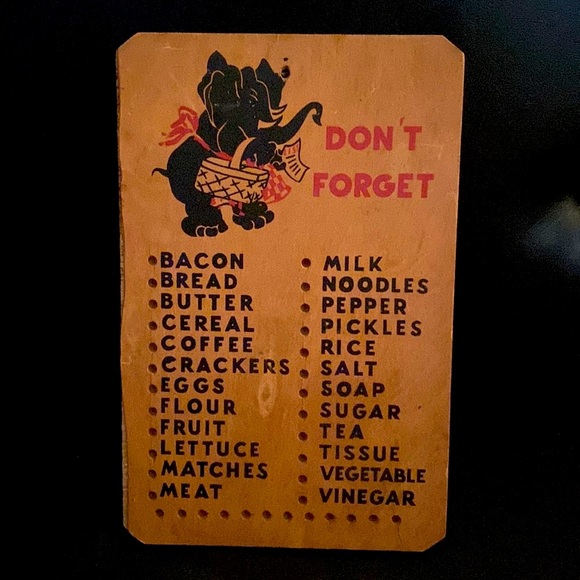 DON'T
FORGET
BACON
BREAD
BUTTER
CEREAL
COFFEE
CRACKERS
EGGS
FLOUR
FRUIT
LETTUCE
MATCHES
MEAT
MILK
NOODLES
PEPPER
PICKLES
RICE
SALT
SOAP
SUGAR
TEA
TISSUE
VEGETABLE
VINEGAR